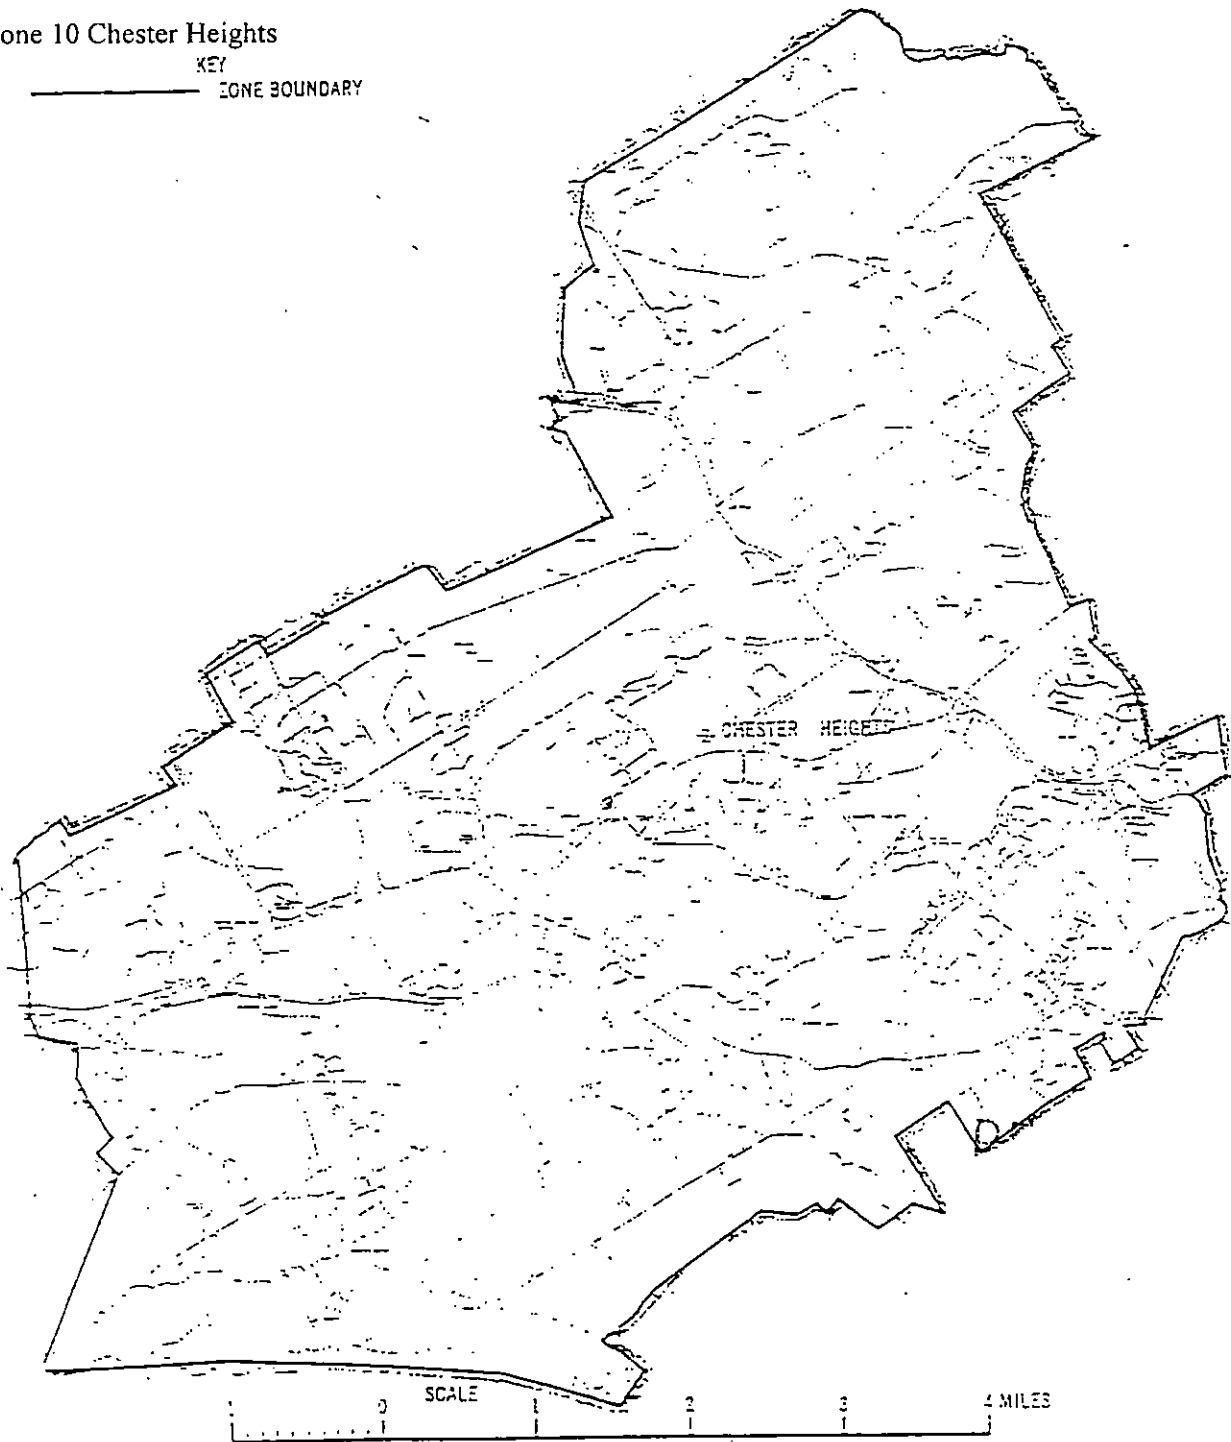 one 10 Chester Heights
KEY
ZONE BOUNDARY
CHESTER HEIGHTS
SCALE
0 1 2 3 4 MILES